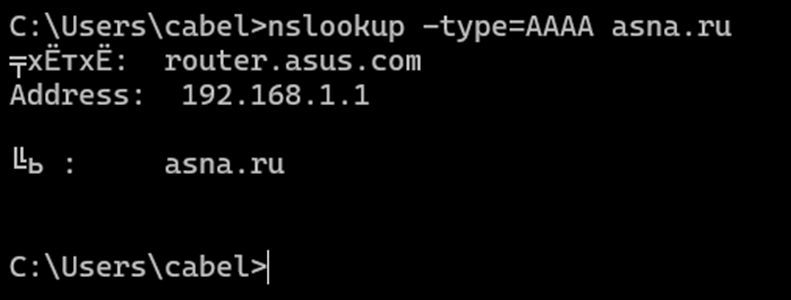 C:\Users\cabel>nslookup -type=AAAA asna.ru
╤хЁтхЁ:  router.asus.com
Address:  192.168.1.1
╚ь :     asna.ru
C:\Users\cabel>